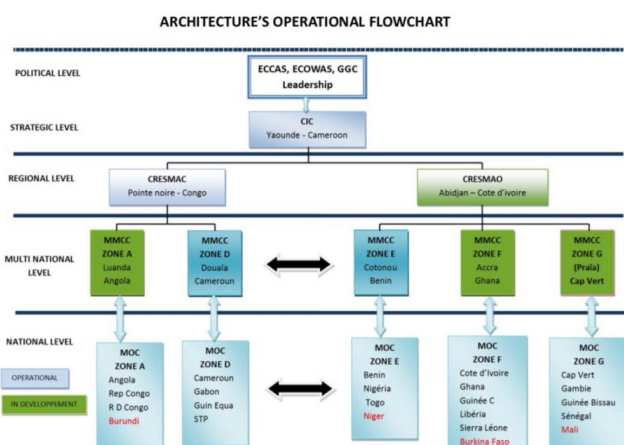 ARCHITECTURE'S OPERATIONAL FLOWCHART
POLITICAL LEVEL
ECCAS, ECOWAS, GGC
Leadership
STRATEGIC LEVEL
CIC
Yaounde - Cameroon
REGIONAL LEVEL
CRESMAC
Pointe noire - Congo
CRESMAO
Abidjan – Cote d'ivoire
MULTI NATIONAL
LEVEL
MMCC
ZONE A
Luanda
Angola
MMCC
ZONE D
Douala
Cameroun
MMCC
ZONE E
Cotonou
Benin
MMCC
ZONE F
Accra
Ghana
MMCC
ZONE G
(Praïa)
Cap Vert
NATIONAL LEVEL
OPERATIONAL
IN DEVELOPPEMENT
MOC
ZONE A
Angola
Rep Congo
R D Congo
Burundi
MOC
ZONE D
Cameroun
Gabon
Guin Equa
STP
MOC
ZONE E
Benin
Nigéria
Togo
Niger
MOC
ZONE F
Cote d'Ivoire
Ghana
Guinée C
Libéria
Sierra Léone
Burkina Faso
MOC
ZONE G
Cap Vert
Gambie
Guinée Bissau
Sénégal
Mali